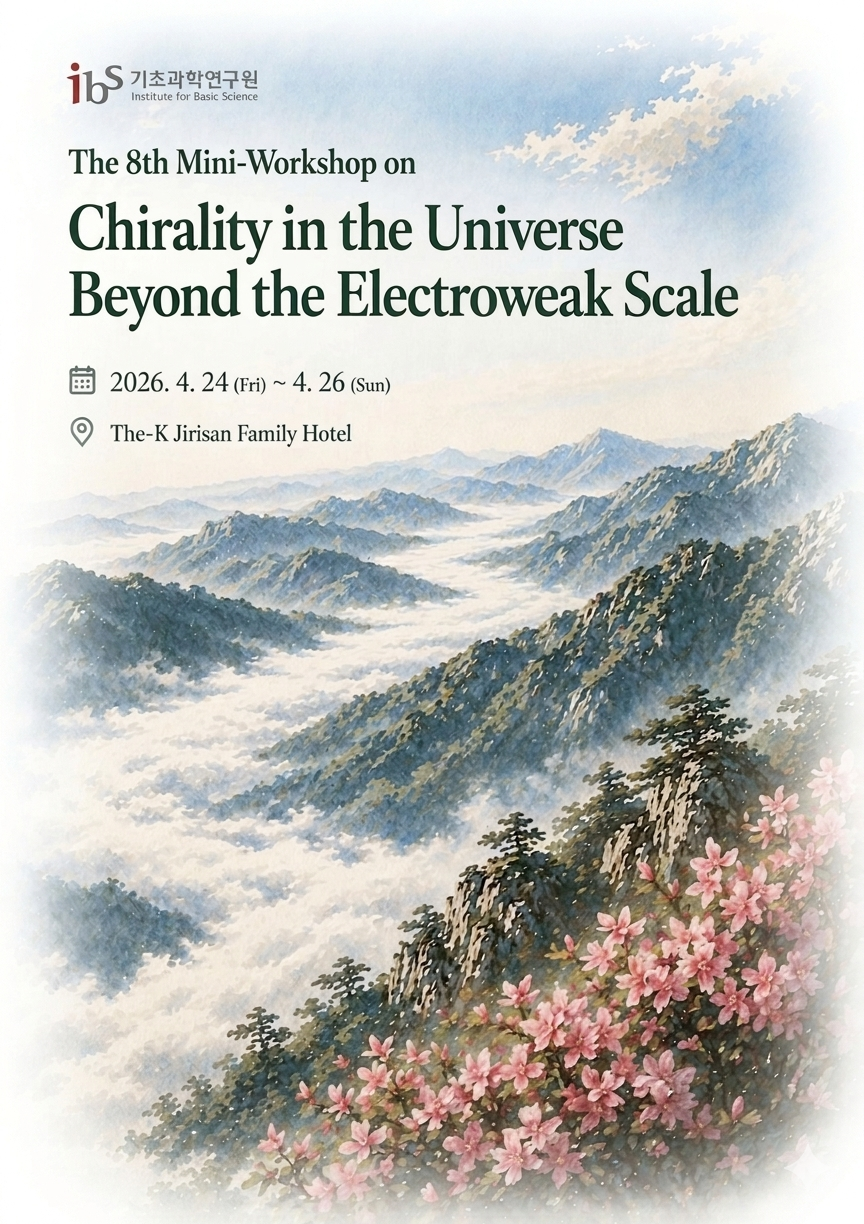 ibs 기초과학연구원
Institute for Basic Science
The 8th Mini-Workshop on
Chirality in the Universe
Beyond the Electroweak Scale
2026. 4. 24 (Fri) ~ 4. 26 (Sun)
The-K Jirisan Family Hotel